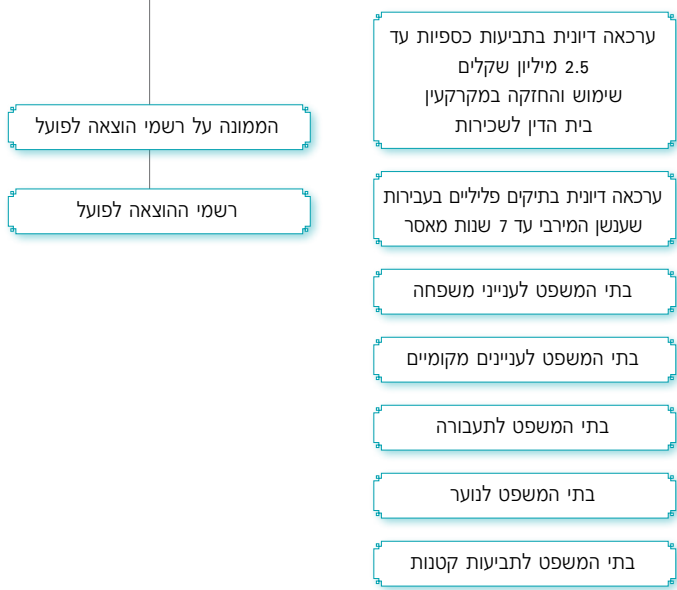 ערכאה דיונית בתביעות כספיות עד
2.5 מיליון שקלים
שימוש והחזקה במקרקעין
בית הדין לשכירות
ערכאה דיונית בתיקים פליליים בעבירות
שענשן המירבי עד 7 שנות מאסר
בתי המשפט לענייני משפחה
בתי המשפט לעניינים מקומיים
בתי המשפט לתעבורה
בתי המשפט לנוער
בתי המשפט לתביעות קטנות
הממונה על רשמי הוצאה לפועל
רשמי ההוצאה לפועל